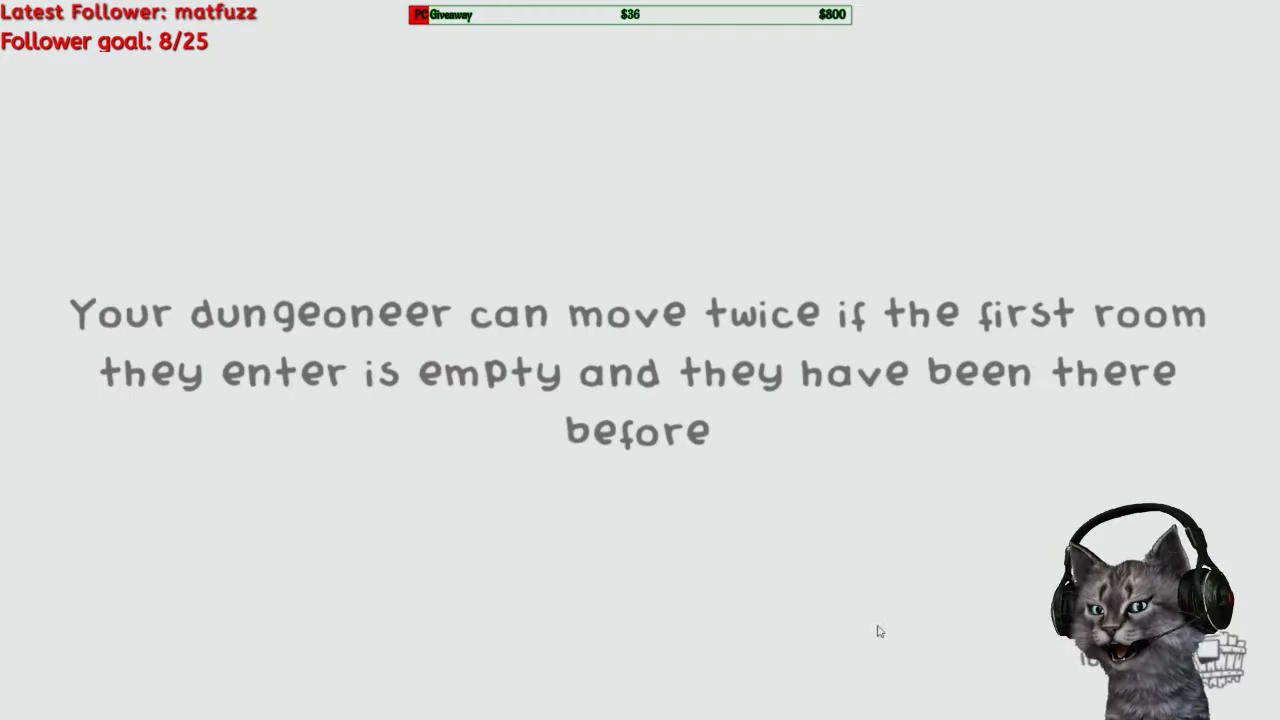 Latest Follower: matfuzz
PC Giveaway $36 $800
Follower goal: 8/25
Your dungeoneer can move twice if the first room
they enter is empty and they have been there
before